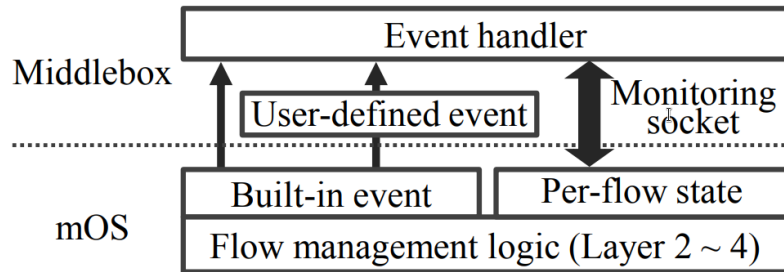 Event handler
Middlebox
User-defined event
Monitoring
socket
Built-in event
Per-flow state
mOS
Flow management logic (Layer 2 ~ 4)